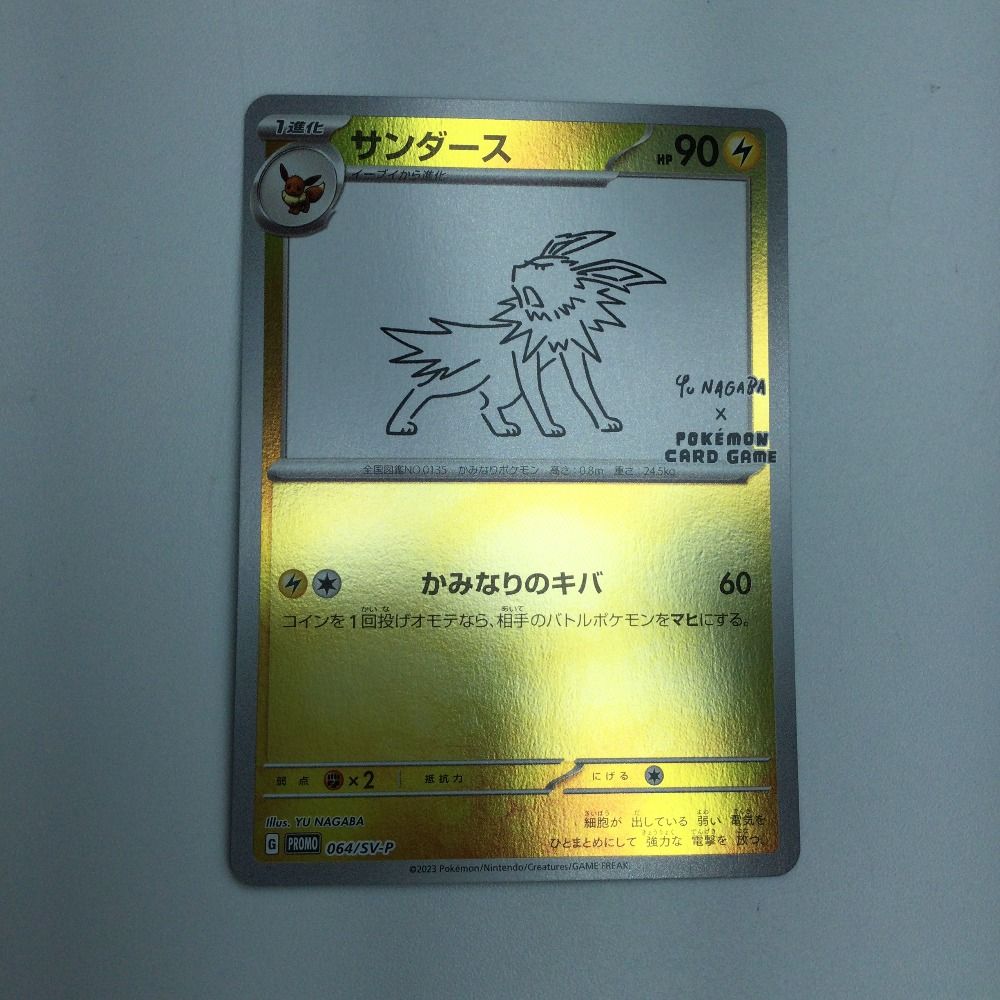 1進化
サンダース
HP 90
イーブイから進化
Yu NAGABA
×
POKÉMON
CARD GAME
全国図鑑NO.0135 かみなりポケモン 高さ:0.8m 重さ:24.5kg
かみなりのキバ 60
コインを1回投げオモテなら、相手のバトルポケモンをマヒにする。
弱点 ×2 抵抗力 にげる
Illus. YU NAGABA
細胞が 出している 弱い 電気を
ひとまとめにして 強力な 電撃を 放つ。
G PROMO 064/SV-P
©2023 Pokémon/Nintendo/Creatures/GAME FREAK.